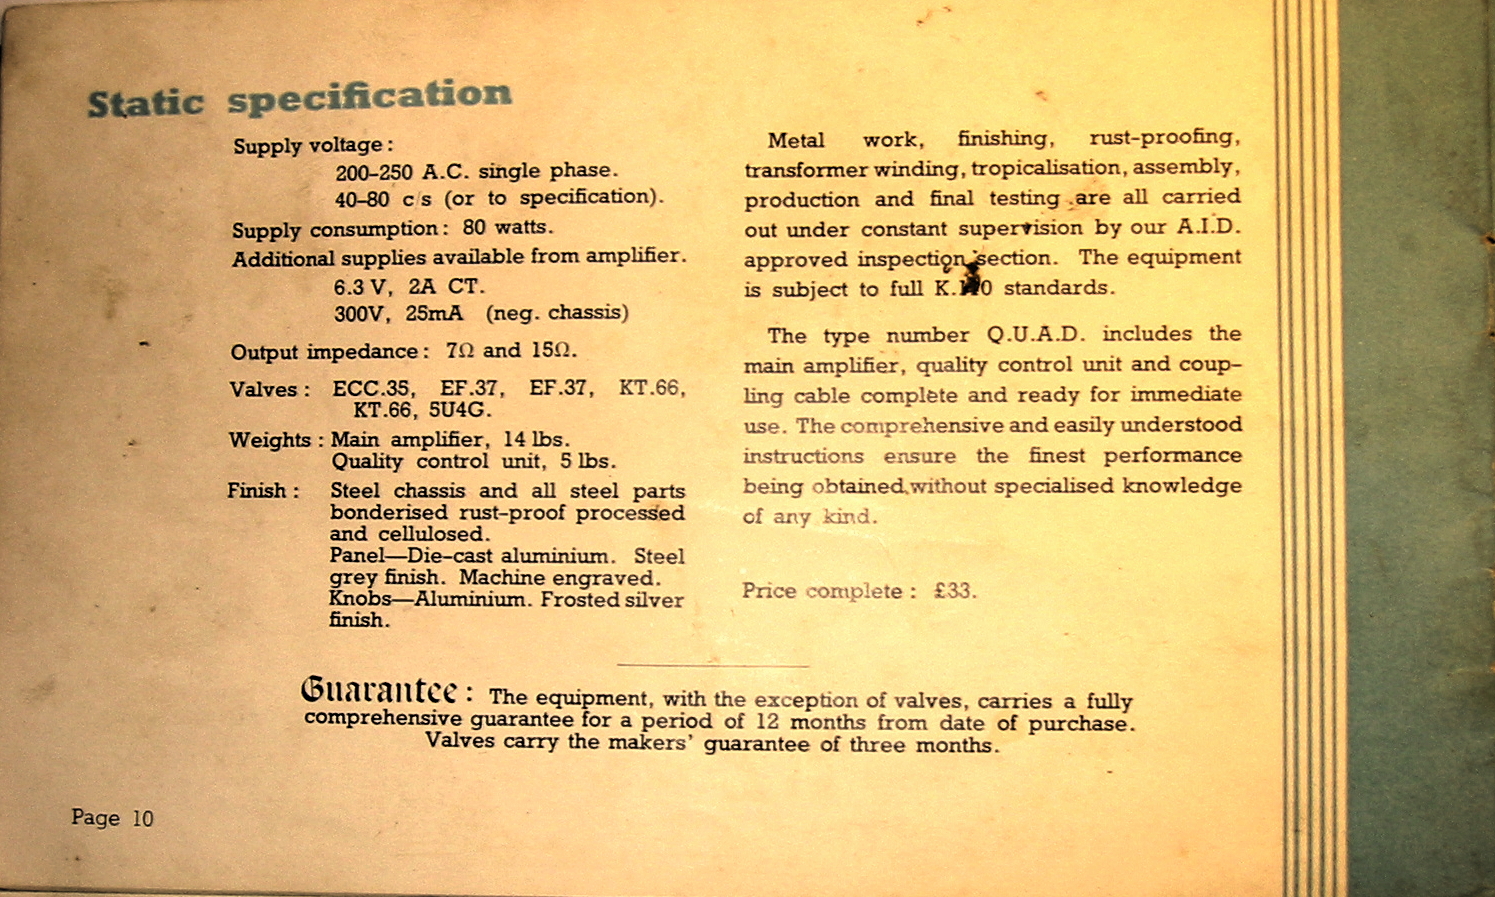 Static specification
Supply voltage :
200–250 A.C. single phase.
40–80 c/s (or to specification).
Supply consumption : 80 watts.
Additional supplies available from amplifier.
6.3 V, 2A CT.
300V, 25mA (neg. chassis)
Output impedance : 7Ω and 15Ω.
Valves : ECC.35, EF.37, EF.37, KT.66,
KT.66, 5U4G.
Weights : Main amplifier, 14 lbs.
Quality control unit, 5 lbs.
Finish : Steel chassis and all steel parts
bonderised rust-proof processed
and cellulosed.
Panel—Die-cast aluminium. Steel
grey finish. Machine engraved.
Knobs—Aluminium. Frosted silver
finish.
Metal work, finishing, rust-proofing,
transformer winding, tropicalisation, assembly,
production and final testing are all carried
out under constant supervision by our A.I.D.
approved inspection section. The equipment
is subject to full standards.
The type number Q.U.A.D. includes the
main amplifier, quality control unit and coup-
ling cable complete and ready for immediate
use. The comprehensive and easily understood
instructions ensure the finest performance
being obtained without specialised knowledge
of any kind.
Price complete : £33.
Guarantee : The equipment, with the exception of valves, carries a fully
comprehensive guarantee for a period of 12 months from date of purchase.
Valves carry the makers' guarantee of three months.
Page 10